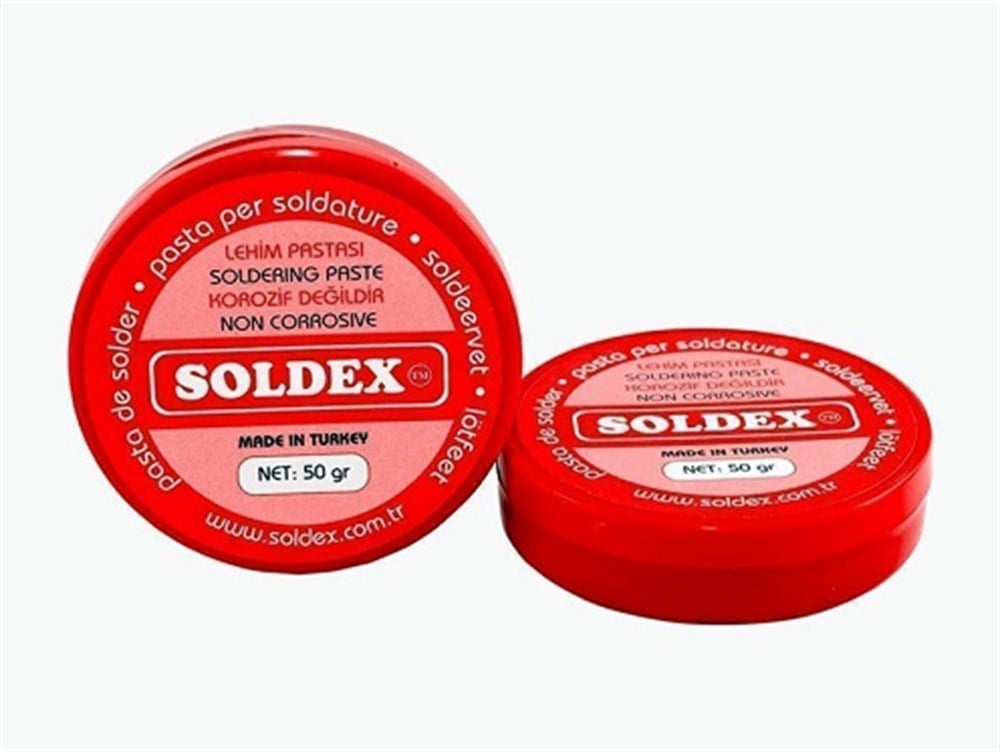 pasta de solder • pasta per soldature • soldeervet • lötfeet
LEHİM PASTASI
SOLDERING PASTE
KOROZİF DEĞİLDİR
NON CORROSIVE
SOLDEX TM
MADE IN TURKEY
NET: 50 gr
www.soldex.com.tr
pasta de solder • pasta per soldature • soldeervet • lötfeet
LEHİM PASTASI
SOLDERING PASTE
KOROZİF DEĞİLDİR
NON CORROSIVE
SOLDEX TM
MADE IN TURKEY
NET: 50 gr
www.soldex.com.tr